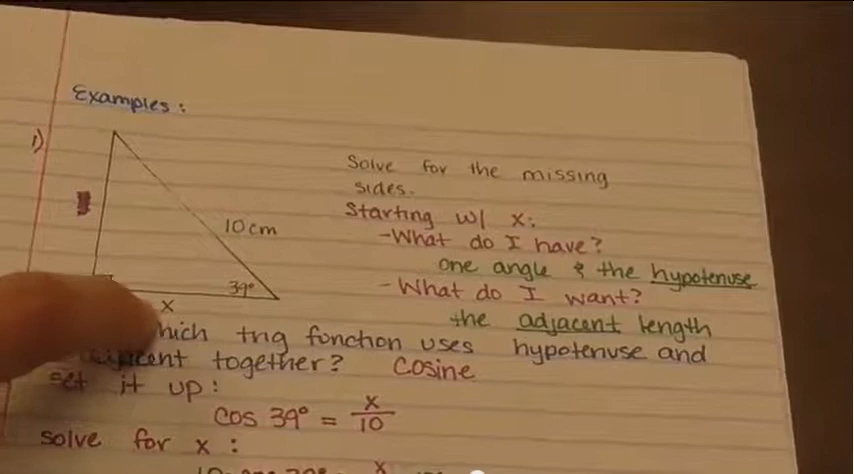 Examples:
1)
10cm
39°
x
Solve for the missing
sides.
Starting w/ x:
-What do I have?
one angle & the hypotenuse
-What do I want?
the adjacent length
trig function uses hypotenuse and
together? Cosine
set it up:
cos 39° = x/10
solve for x: